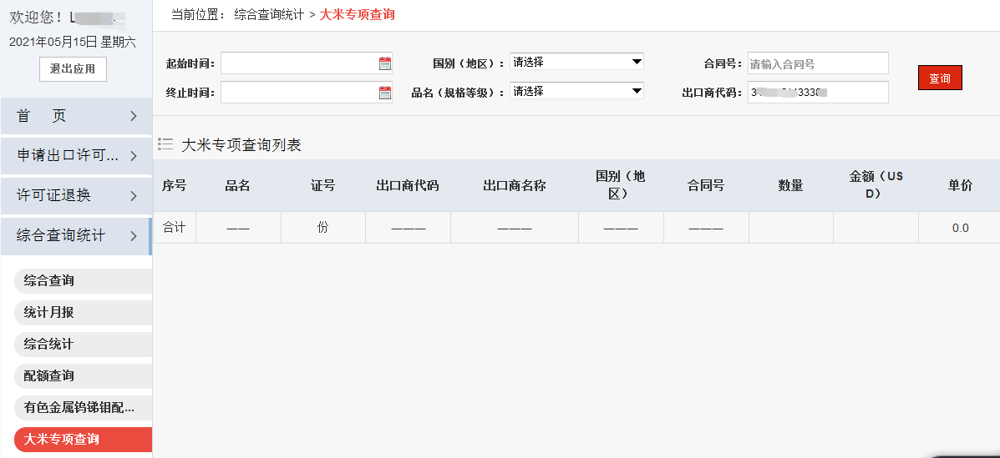 欢迎您！L
2021年05月15日 星期六
退出应用
首 页
申请出口许可...
许可证退换
综合查询统计
综合查询
统计月报
综合统计
配额查询
有色金属钨锑钼配...
大米专项查询
当前位置： 综合查询统计 > 大米专项查询
起始时间： 国别（地区）： 请选择 合同号： 请输入合同号
终止时间： 品名（规格等级）： 请选择 出口商代码：
查询
大米专项查询列表
序号 品名 证号 出口商代码 出口商名称 国别（地区） 合同号 数量 金额（USD） 单价
合计 —— 份 ——— ——— ——— ——— 0.0